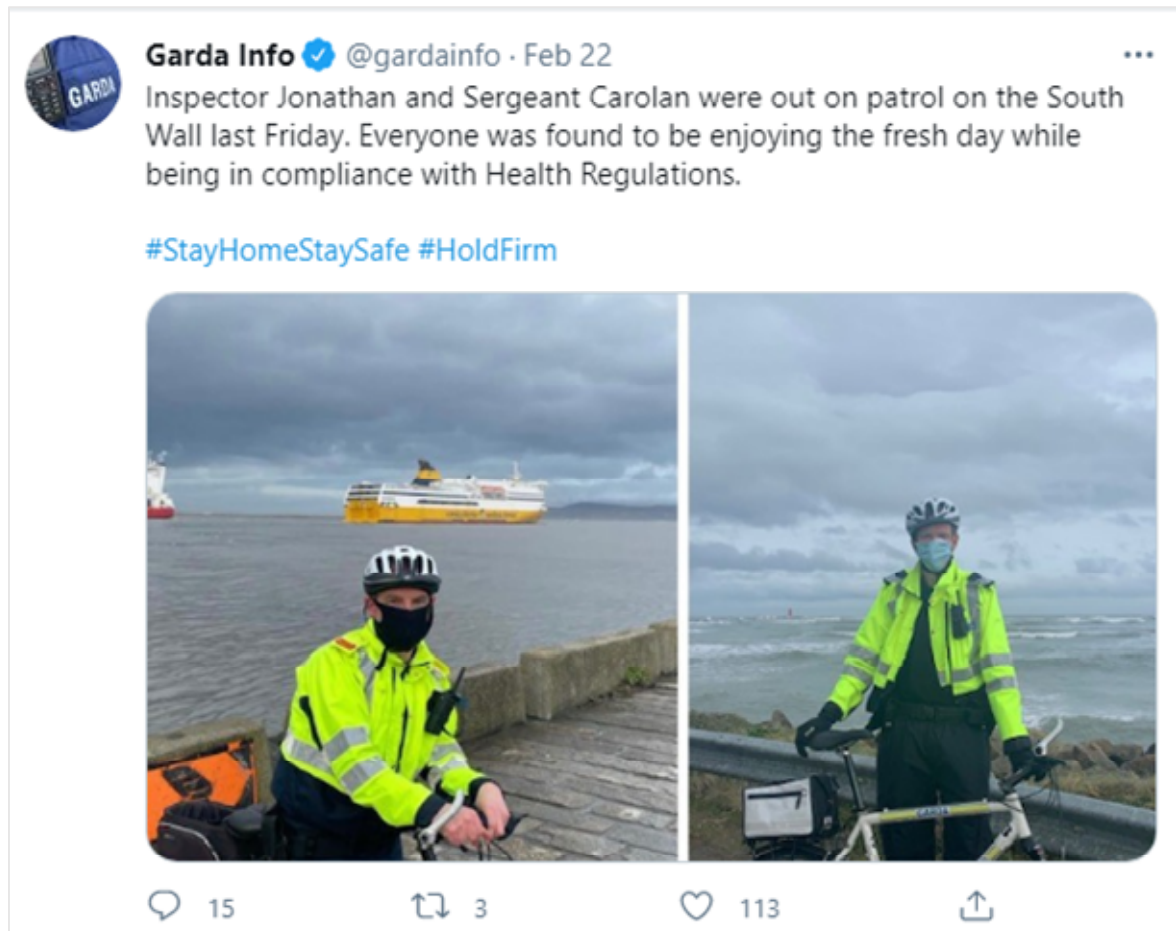 GARDA
Garda Info @gardainfo · Feb 22
Inspector Jonathan and Sergeant Carolan were out on patrol on the South
Wall last Friday. Everyone was found to be enjoying the fresh day while
being in compliance with Health Regulations.
#StayHomeStaySafe #HoldFirm
GARDA
15 3 113